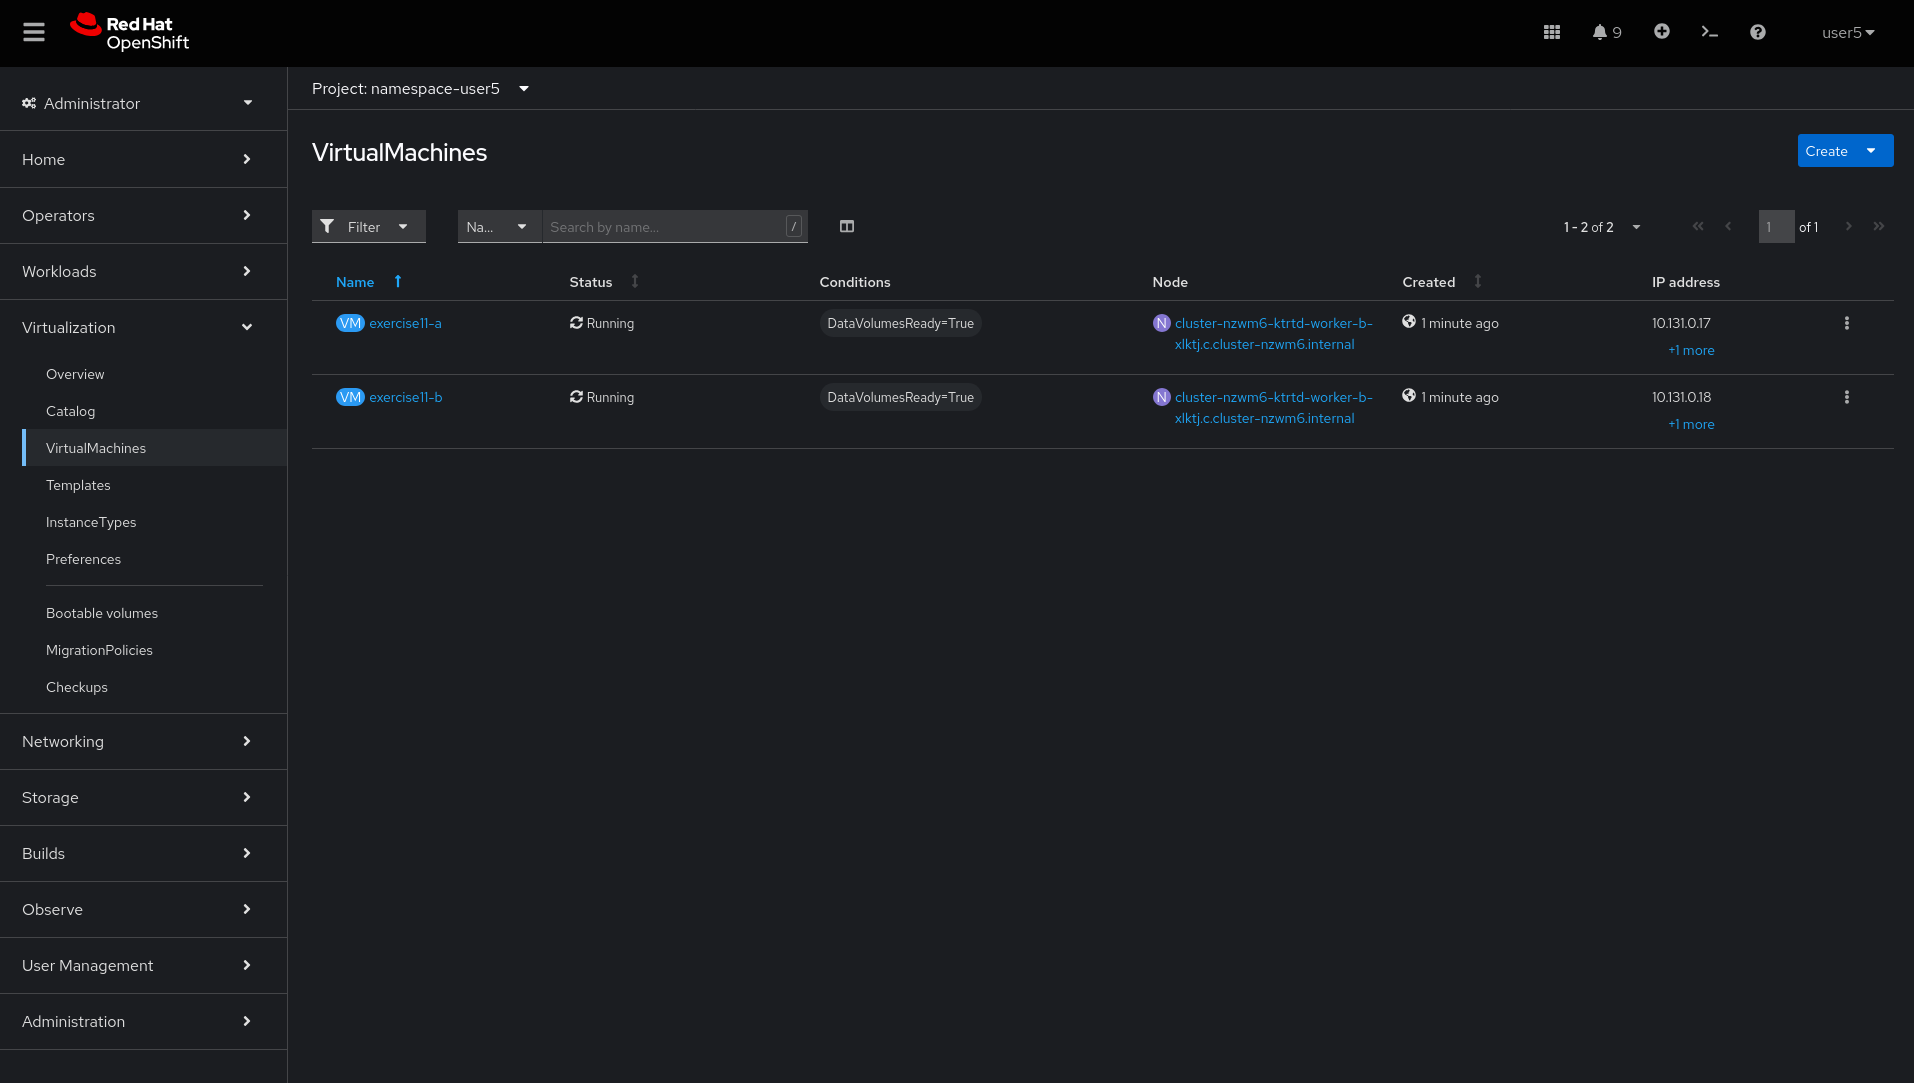 Red Hat
OpenShift
9
user5
Administrator
Home
Operators
Workloads
Virtualization
Overview
Catalog
VirtualMachines
Templates
InstanceTypes
Preferences
Bootable volumes
MigrationPolicies
Checkups
Networking
Storage
Builds
Observe
User Management
Administration
Project: namespace-user5
VirtualMachines
Create
Filter
Na...
Search by name...
/
1 - 2 of 2
1
of 1
Name
Status
Conditions
Node
Created
IP address
VM exercise11-a
Running
DataVolumesReady=True
N cluster-nzwm6-ktrtd-worker-b-
xlktj.c.cluster-nzwm6.internal
1 minute ago
10.131.0.17
+1 more
VM exercise11-b
Running
DataVolumesReady=True
N cluster-nzwm6-ktrtd-worker-b-
xlktj.c.cluster-nzwm6.internal
1 minute ago
10.131.0.18
+1 more